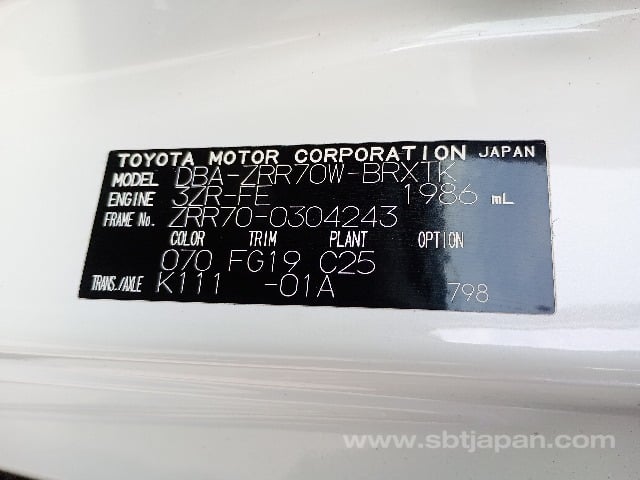 TOYOTA MOTOR CORPORATION JAPAN
MODEL DBA-ZRR70W-BRXTK
ENGINE 3ZR-FE 1986 mL
FRAME No. ZRR70-0304243
COLOR TRIM PLANT OPTION
070 FG19 C25
TRANS./AXLE K111 -01A 798
www.sbtjapan.com